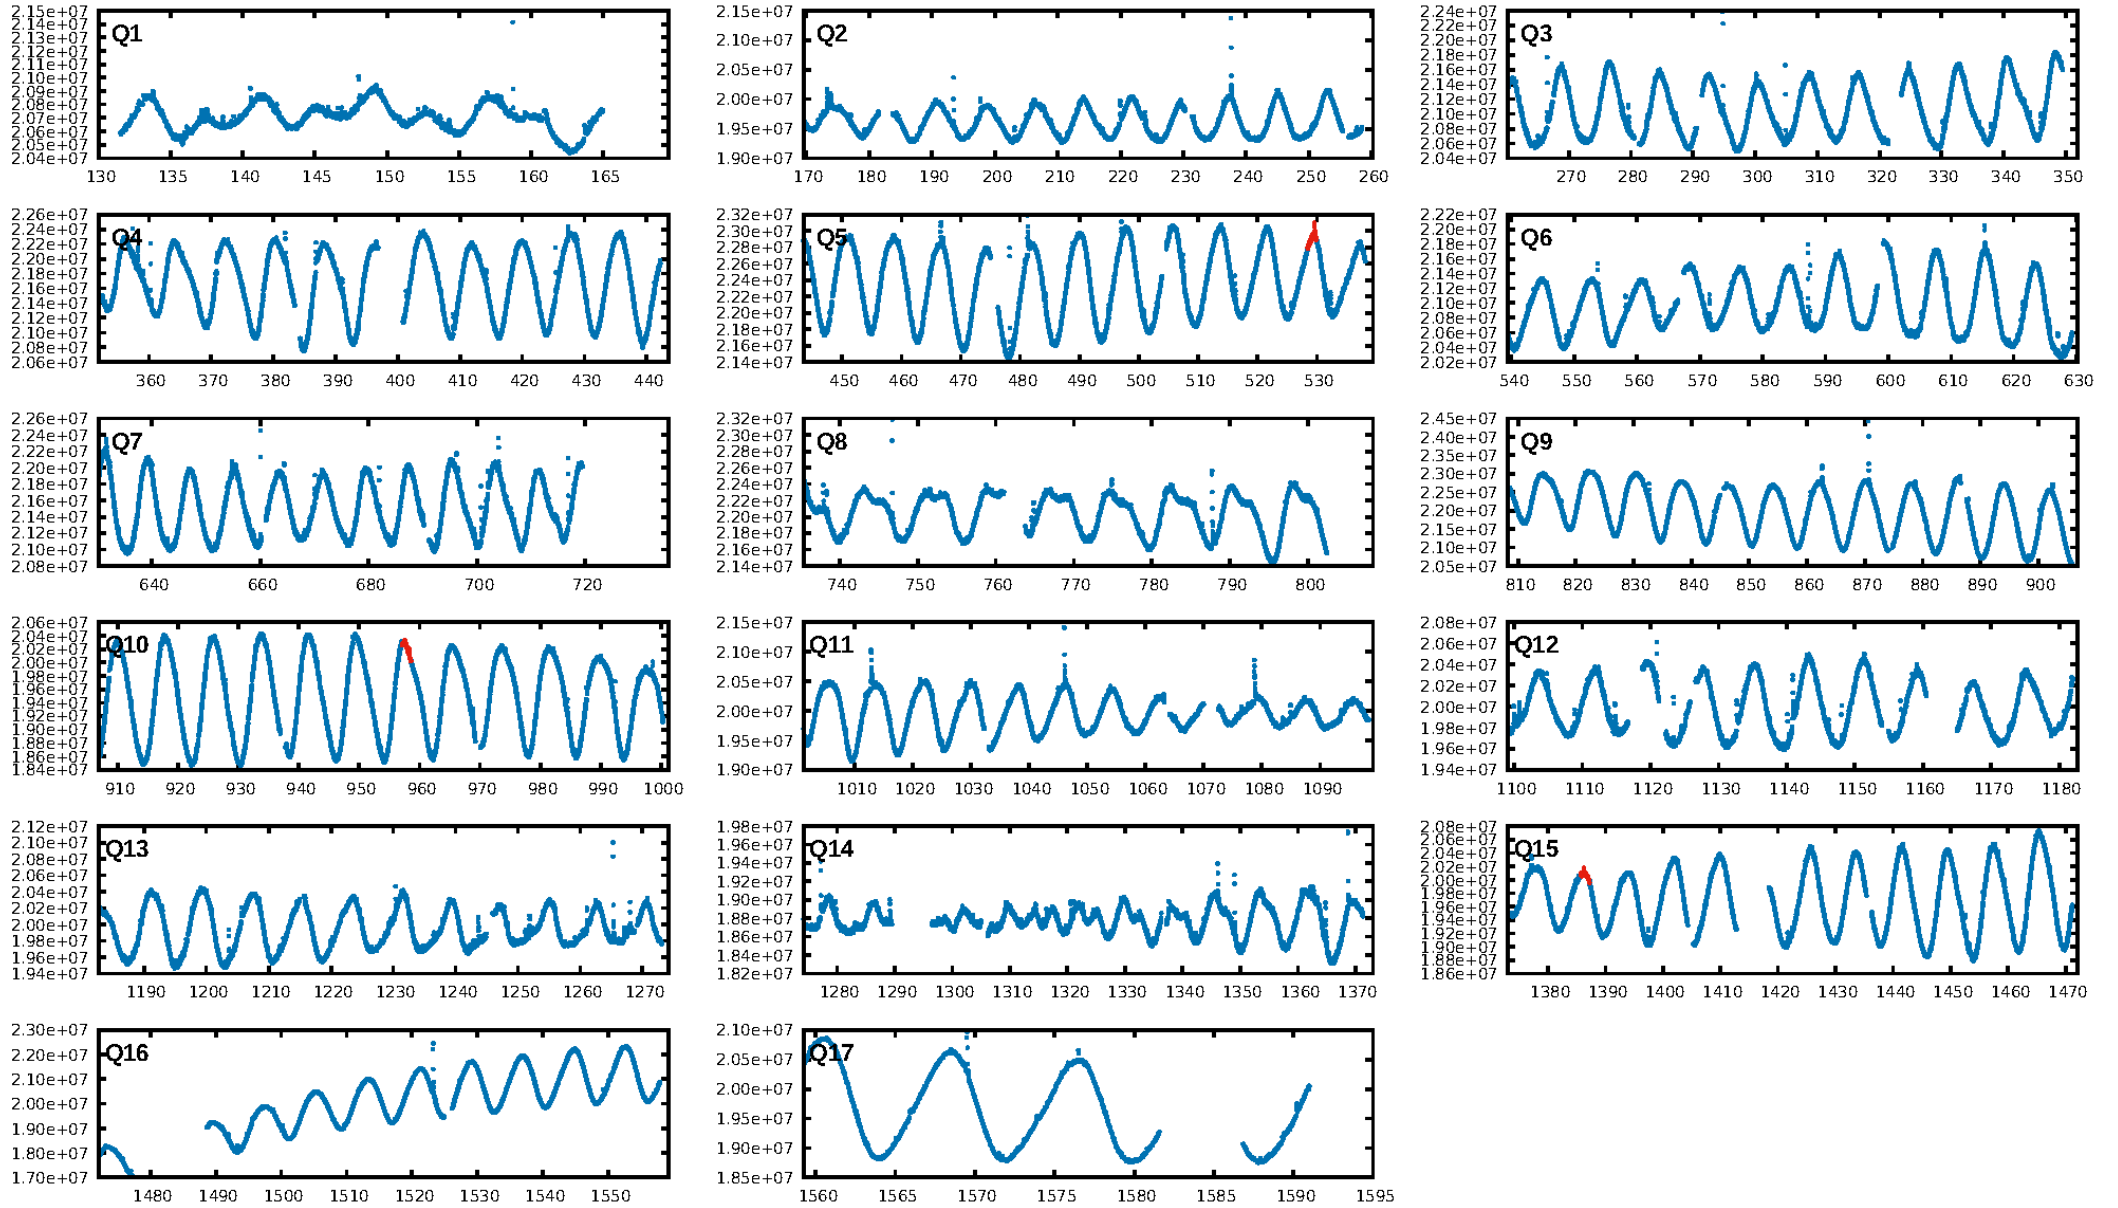 Q1
2.15e+07
2.14e+07
2.13e+07
2.12e+07
2.11e+07
2.10e+07
2.09e+07
2.08e+07
2.07e+07
2.06e+07
2.05e+07
2.04e+07
130 135 140 145 150 155 160 165
Q2
2.15e+07
2.10e+07
2.05e+07
2.00e+07
1.95e+07
1.90e+07
170 180 190 200 210 220 230 240 250 260
Q3
2.24e+07
2.22e+07
2.20e+07
2.18e+07
2.16e+07
2.14e+07
2.12e+07
2.10e+07
2.08e+07
2.06e+07
2.04e+07
270 280 290 300 310 320 330 340 350
Q4
2.26e+07
2.24e+07
2.22e+07
2.20e+07
2.18e+07
2.16e+07
2.14e+07
2.12e+07
2.10e+07
2.08e+07
2.06e+07
360 370 380 390 400 410 420 430 440
Q5
2.32e+07
2.30e+07
2.28e+07
2.26e+07
2.24e+07
2.22e+07
2.20e+07
2.18e+07
2.16e+07
2.14e+07
450 460 470 480 490 500 510 520 530
Q6
2.22e+07
2.20e+07
2.18e+07
2.16e+07
2.14e+07
2.12e+07
2.10e+07
2.08e+07
2.06e+07
2.04e+07
2.02e+07
540 550 560 570 580 590 600 610 620 630
Q7
2.26e+07
2.24e+07
2.22e+07
2.20e+07
2.18e+07
2.16e+07
2.14e+07
2.12e+07
2.10e+07
2.08e+07
640 660 680 700 720
Q8
2.32e+07
2.30e+07
2.28e+07
2.26e+07
2.24e+07
2.22e+07
2.20e+07
2.18e+07
2.16e+07
2.14e+07
740 750 760 770 780 790 800
Q9
2.45e+07
2.40e+07
2.35e+07
2.30e+07
2.25e+07
2.20e+07
2.15e+07
2.10e+07
2.05e+07
810 820 830 840 850 860 870 880 890 900
Q10
2.06e+07
2.04e+07
2.02e+07
2.00e+07
1.98e+07
1.96e+07
1.94e+07
1.92e+07
1.90e+07
1.88e+07
1.86e+07
1.84e+07
910 920 930 940 950 960 970 980 990 1000
Q11
2.15e+07
2.10e+07
2.05e+07
2.00e+07
1.95e+07
1.90e+07
1010 1020 1030 1040 1050 1060 1070 1080 1090
Q12
2.08e+07
2.06e+07
2.04e+07
2.02e+07
2.00e+07
1.98e+07
1.96e+07
1.94e+07
1100 1110 1120 1130 1140 1150 1160 1170 1180
Q13
2.12e+07
2.10e+07
2.08e+07
2.06e+07
2.04e+07
2.02e+07
2.00e+07
1.98e+07
1.96e+07
1.94e+07
1190 1200 1210 1220 1230 1240 1250 1260 1270
Q14
1.98e+07
1.96e+07
1.94e+07
1.92e+07
1.90e+07
1.88e+07
1.86e+07
1.84e+07
1.82e+07
1280 1290 1300 1310 1320 1330 1340 1350 1360 1370
Q15
2.08e+07
2.06e+07
2.04e+07
2.02e+07
2.00e+07
1.98e+07
1.96e+07
1.94e+07
1.92e+07
1.90e+07
1.88e+07
1.86e+07
1380 1390 1400 1410 1420 1430 1440 1450 1460 1470
Q16
2.30e+07
2.20e+07
2.10e+07
2.00e+07
1.90e+07
1.80e+07
1.70e+07
1480 1490 1500 1510 1520 1530 1540 1550
Q17
2.10e+07
2.05e+07
2.00e+07
1.95e+07
1.90e+07
1.85e+07
1560 1565 1570 1575 1580 1585 1590 1595